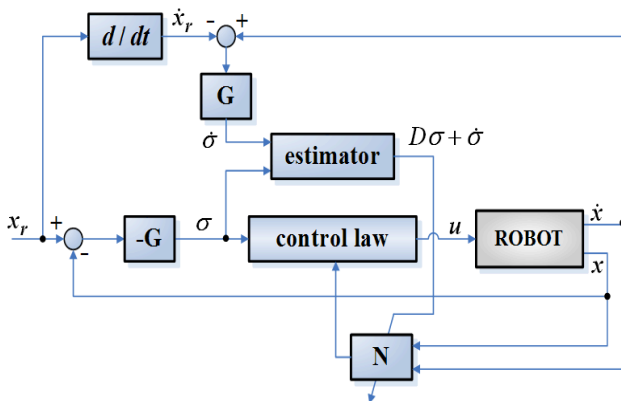 d / dt
ẋᵣ
-
+
G
σ̇
estimator
Dσ + σ̇
xᵣ
+
-
-G
σ
control law
u
ROBOT
ẋ
x
N